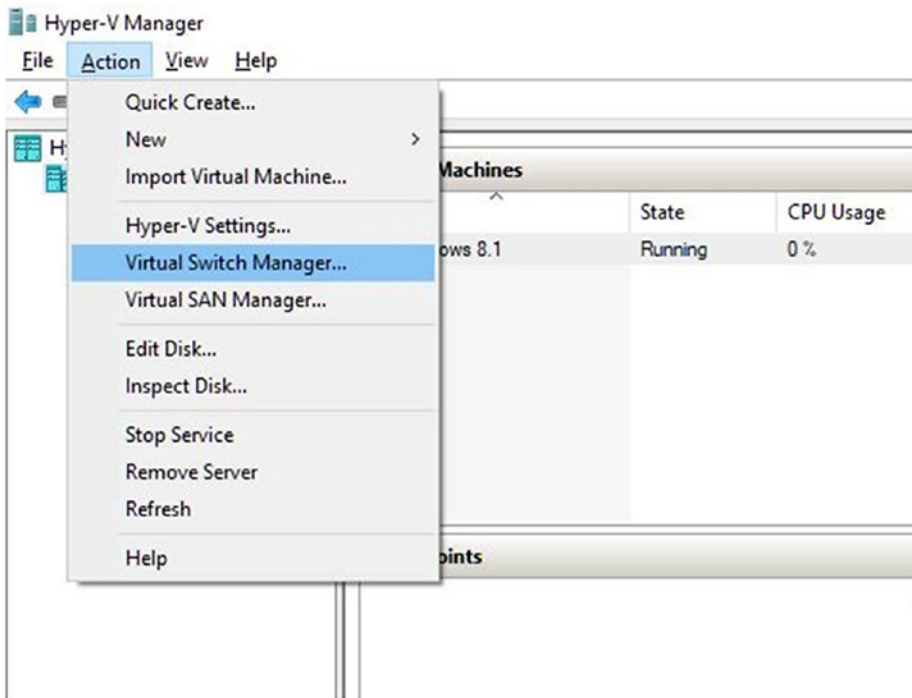 Hyper-V Manager
File Action View Help
Quick Create...
New
Import Virtual Machine...
Machines
State CPU Usage
Hyper-V Settings...
ows 8.1 Running 0 %
Virtual Switch Manager...
Virtual SAN Manager...
Edit Disk...
Inspect Disk...
Stop Service
Remove Server
Refresh
Help
oints